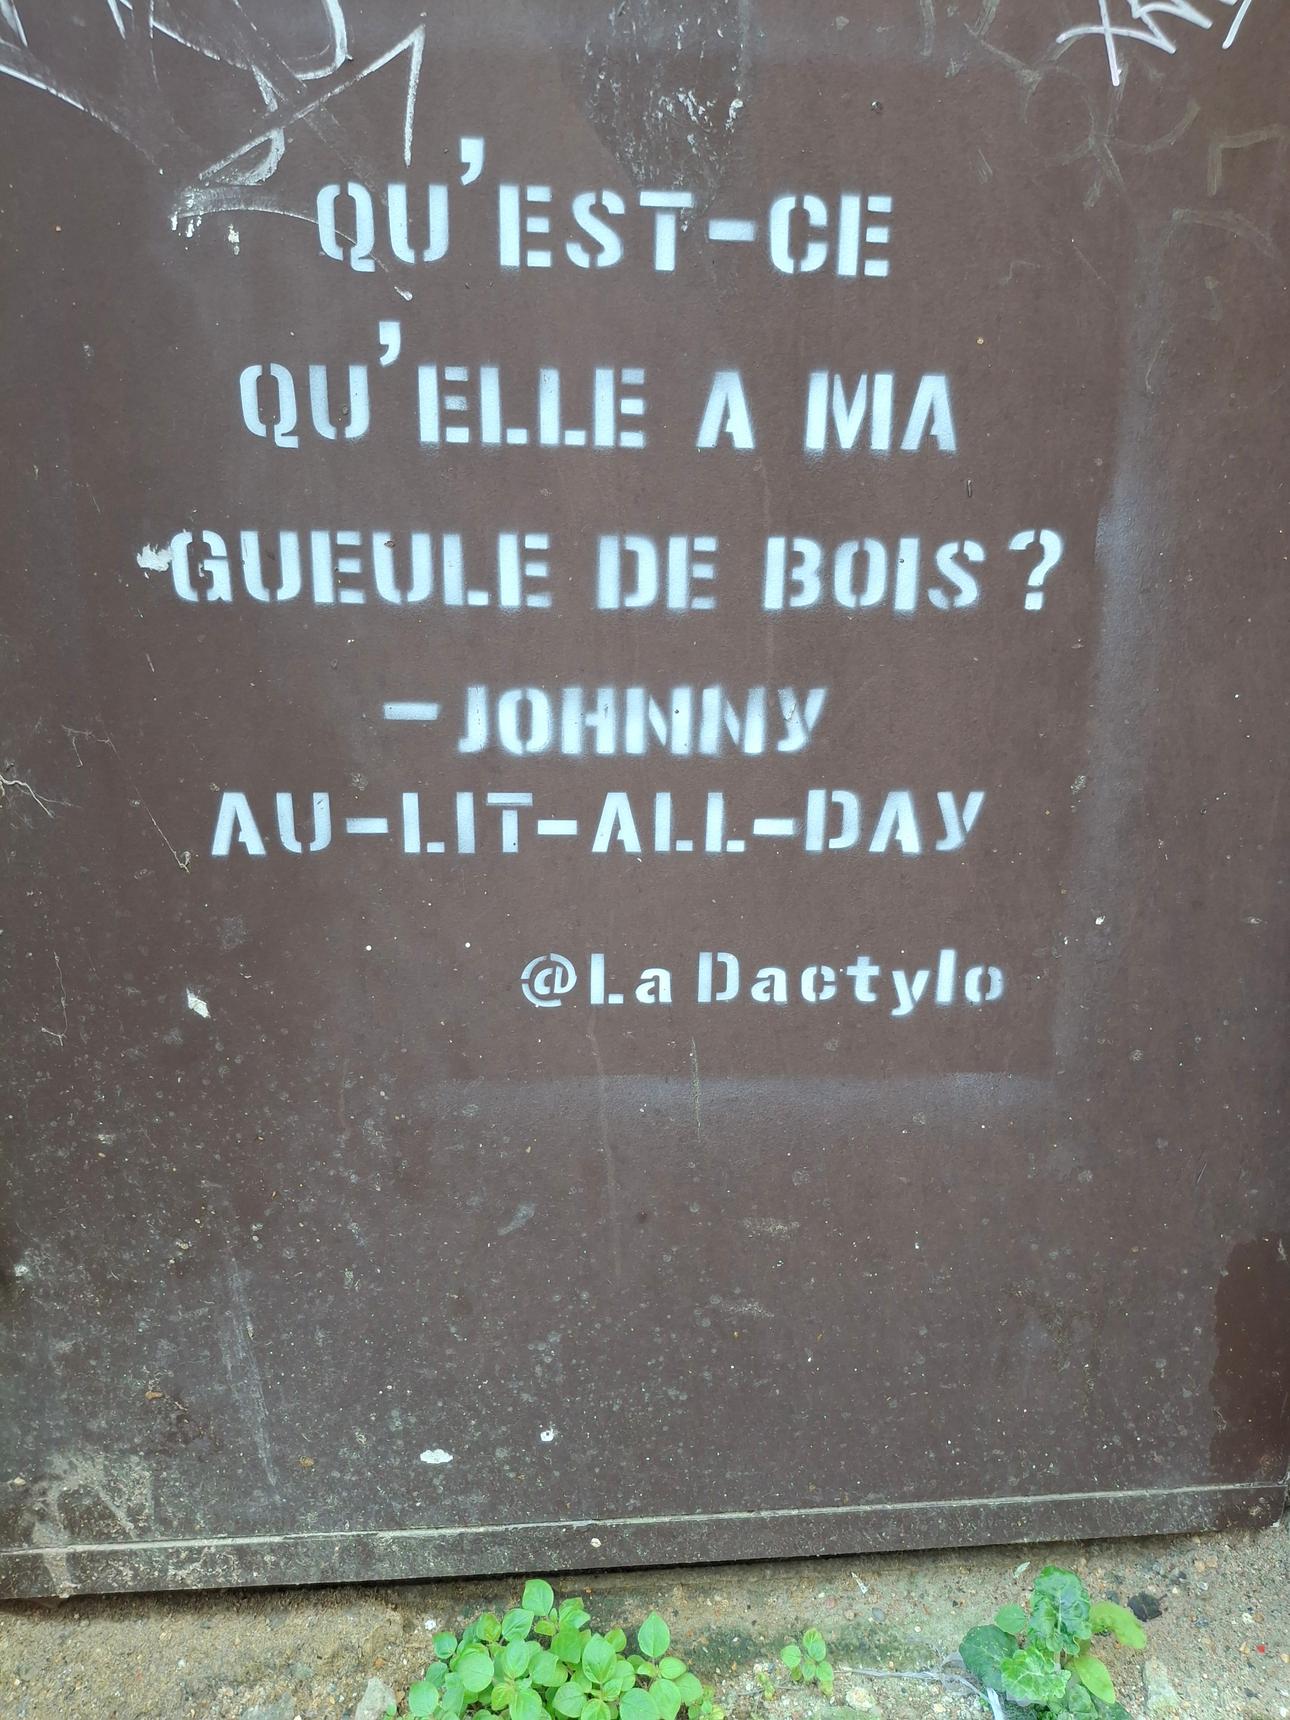 QU'EST-CE
QU'ELLE A MA
GUEULE DE BOIS?
-JOHNNY
AU-LIT-ALL-DAY
@La Dactylo